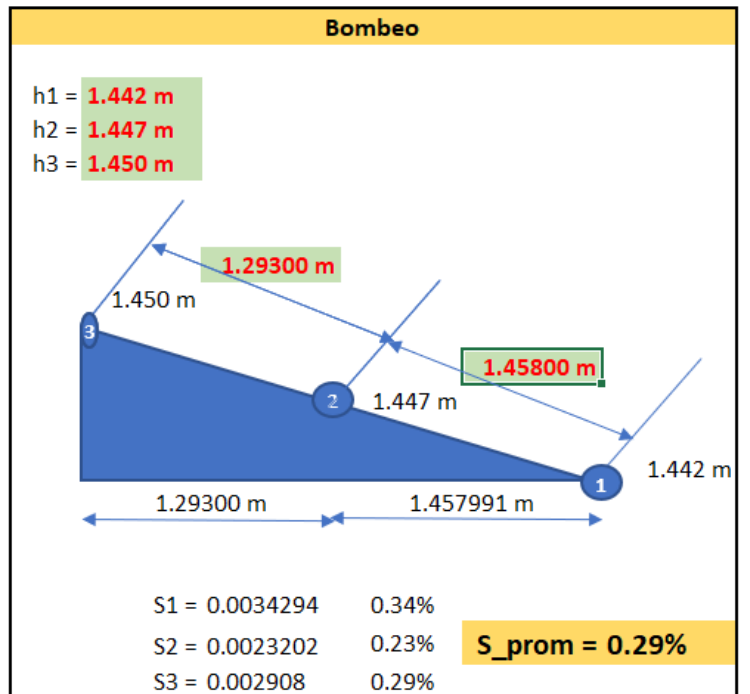 Bombeo
h1 = 1.442 m
h2 = 1.447 m
h3 = 1.450 m
1.29300 m
1.450 m
3
1.45800 m
2
1.447 m
1.442 m
1
1.29300 m
1.457991 m
S1 = 0.0034294 0.34%
S2 = 0.0023202 0.23%
S_prom = 0.29%
S3 = 0.002908 0.29%